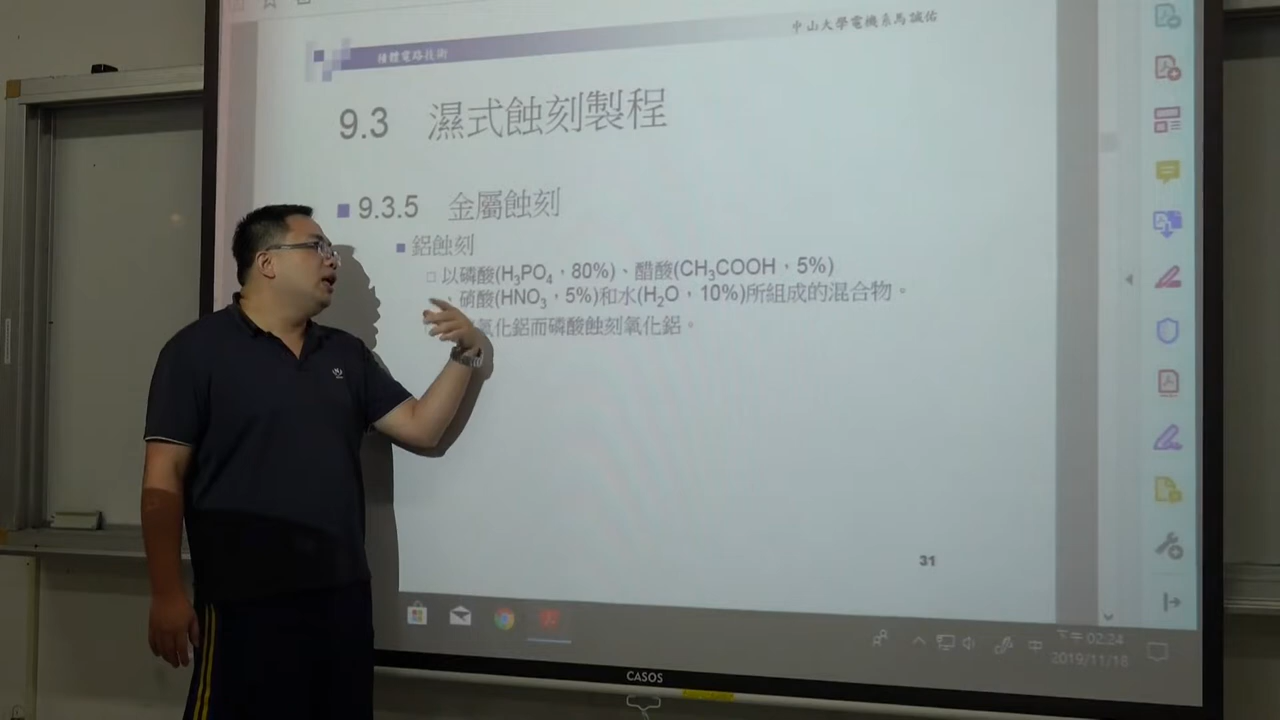 中山大學電機系馬誠佑
積體電路技術
9.3 濕式蝕刻製程
9.3.5 金屬蝕刻
鋁蝕刻
以磷酸(H₃PO₄，80%)、醋酸(CH₃COOH，5%)
、硝酸(HNO₃，5%)和水(H₂O，10%)所組成的混合物。
氧化鋁而磷酸蝕刻氧化鋁。
31
中
下午 02:24
2019/11/18
CASOS